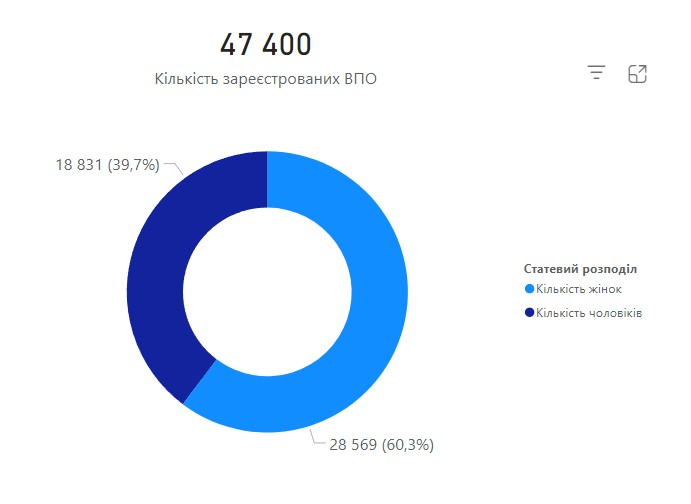 47 400
Кількість зареєстрованих ВПО
18 831 (39,7%)
Статевий розподіл
Кількість жінок
Кількість чоловіків
28 569 (60,3%)